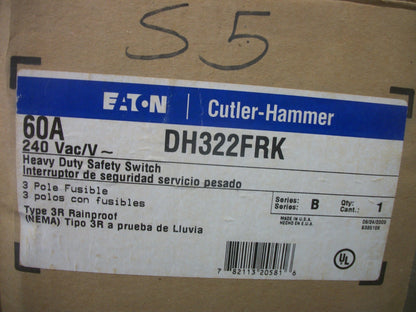 S5
EATON | Cutler-Hammer
60A
240 Vac/V ~
DH322FRK
Heavy Duty Safety Switch
Interruptor de seguridad servicio pesado
3 Pole Fusible
3 polos con fusibles
Type 3R Rainproof
(NEMA) Tipo 3R a prueba de Lluvia
Series: B Qty: 1
Serie: Cant.:
MADE IN U.S.A.
HECHO EN E.U.A.
7 82113 20581 6
UL